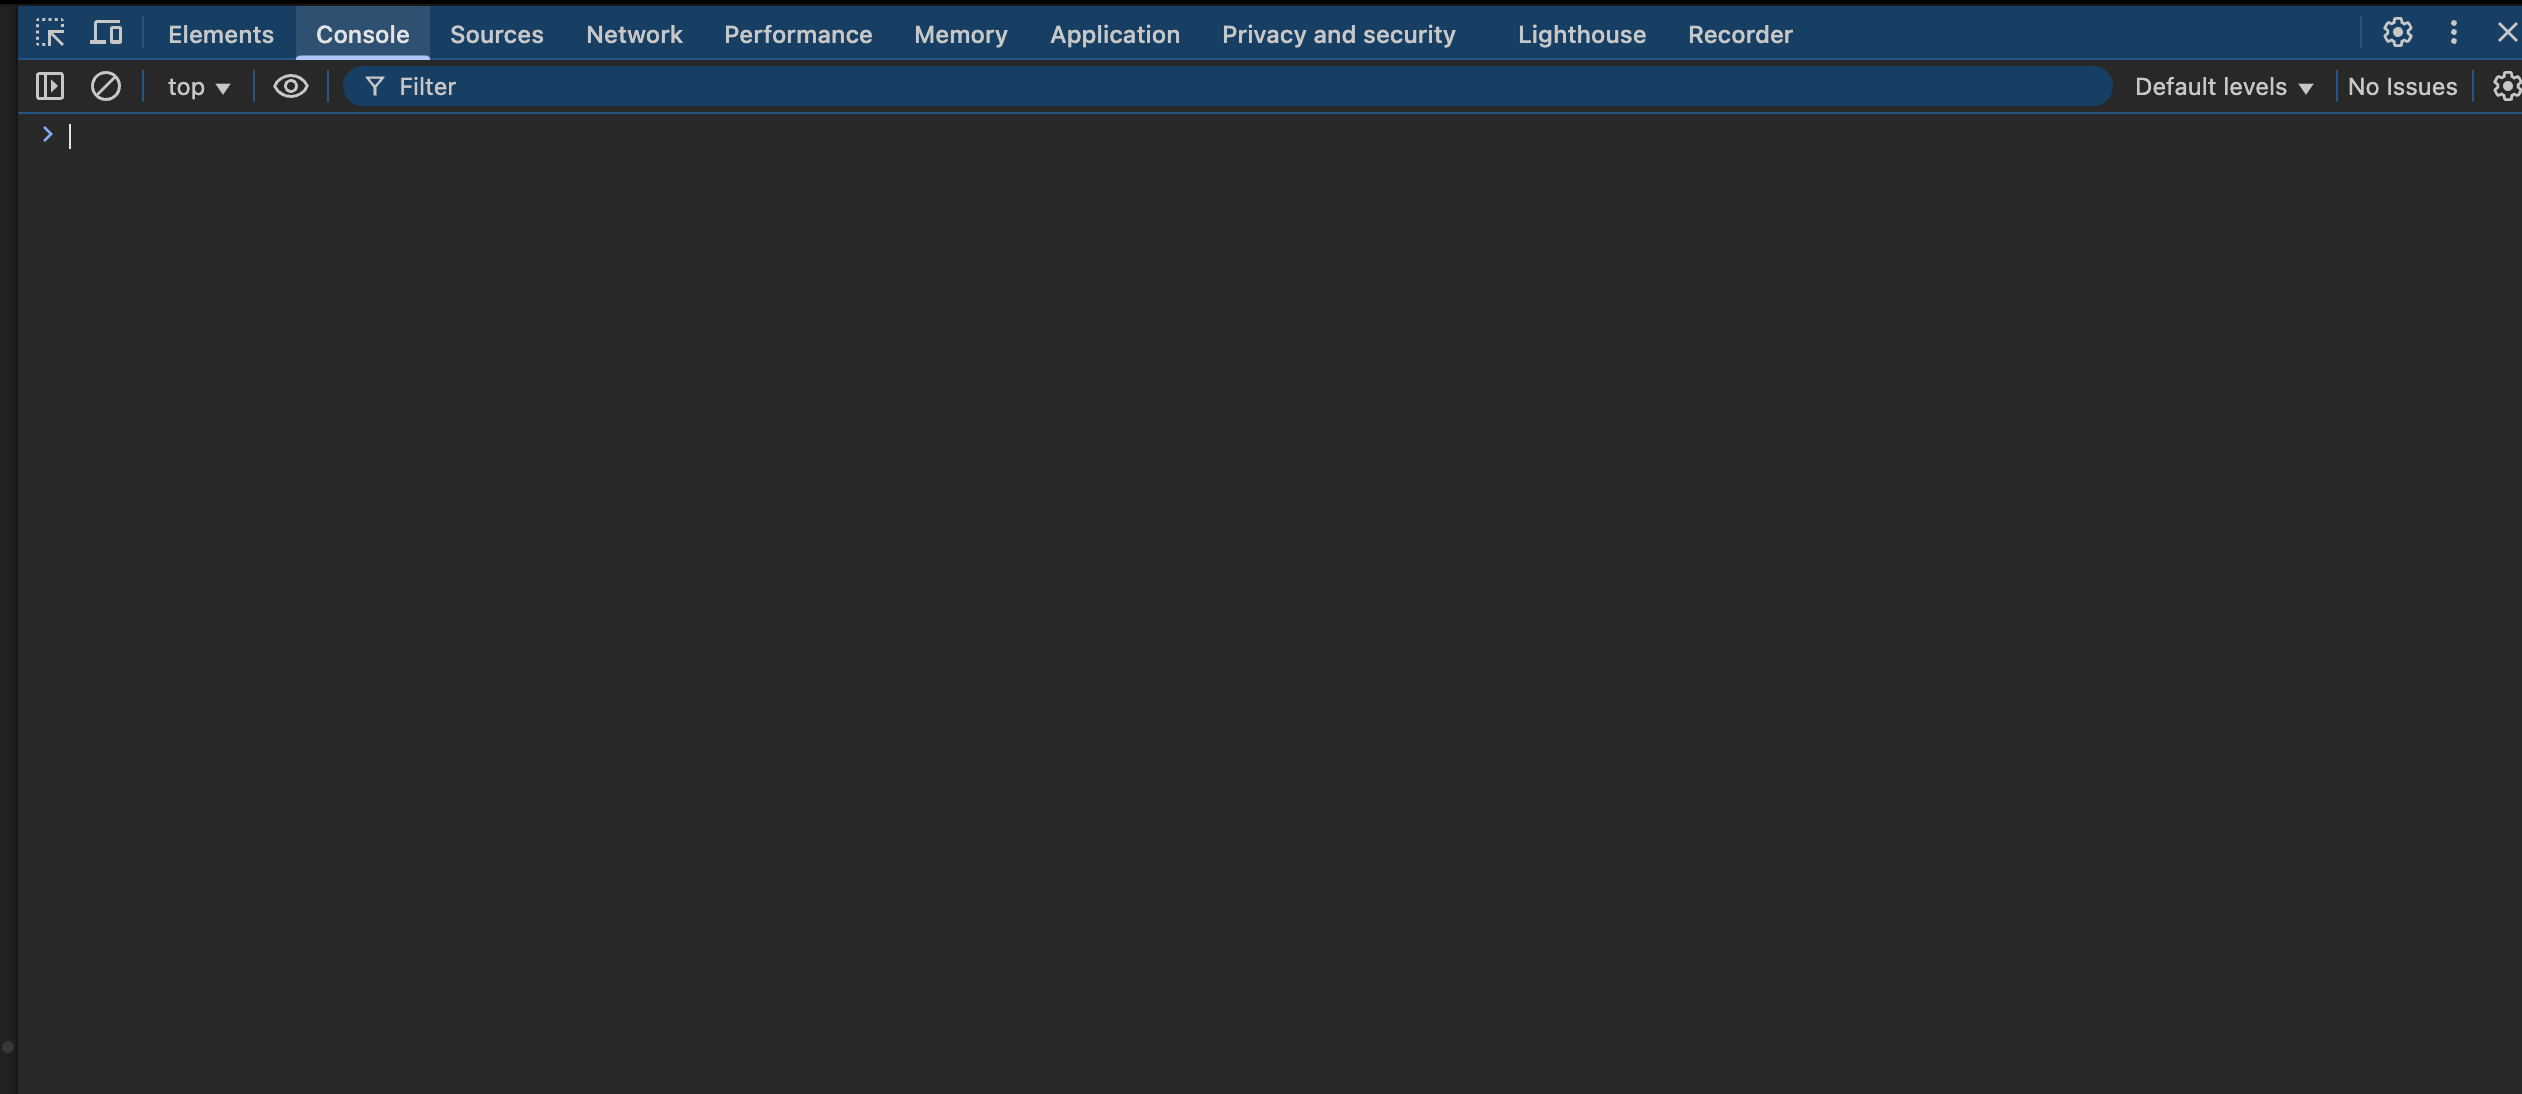 Elements Console Sources Network Performance Memory Application Privacy and security Lighthouse Recorder
top Filter Default levels No Issues